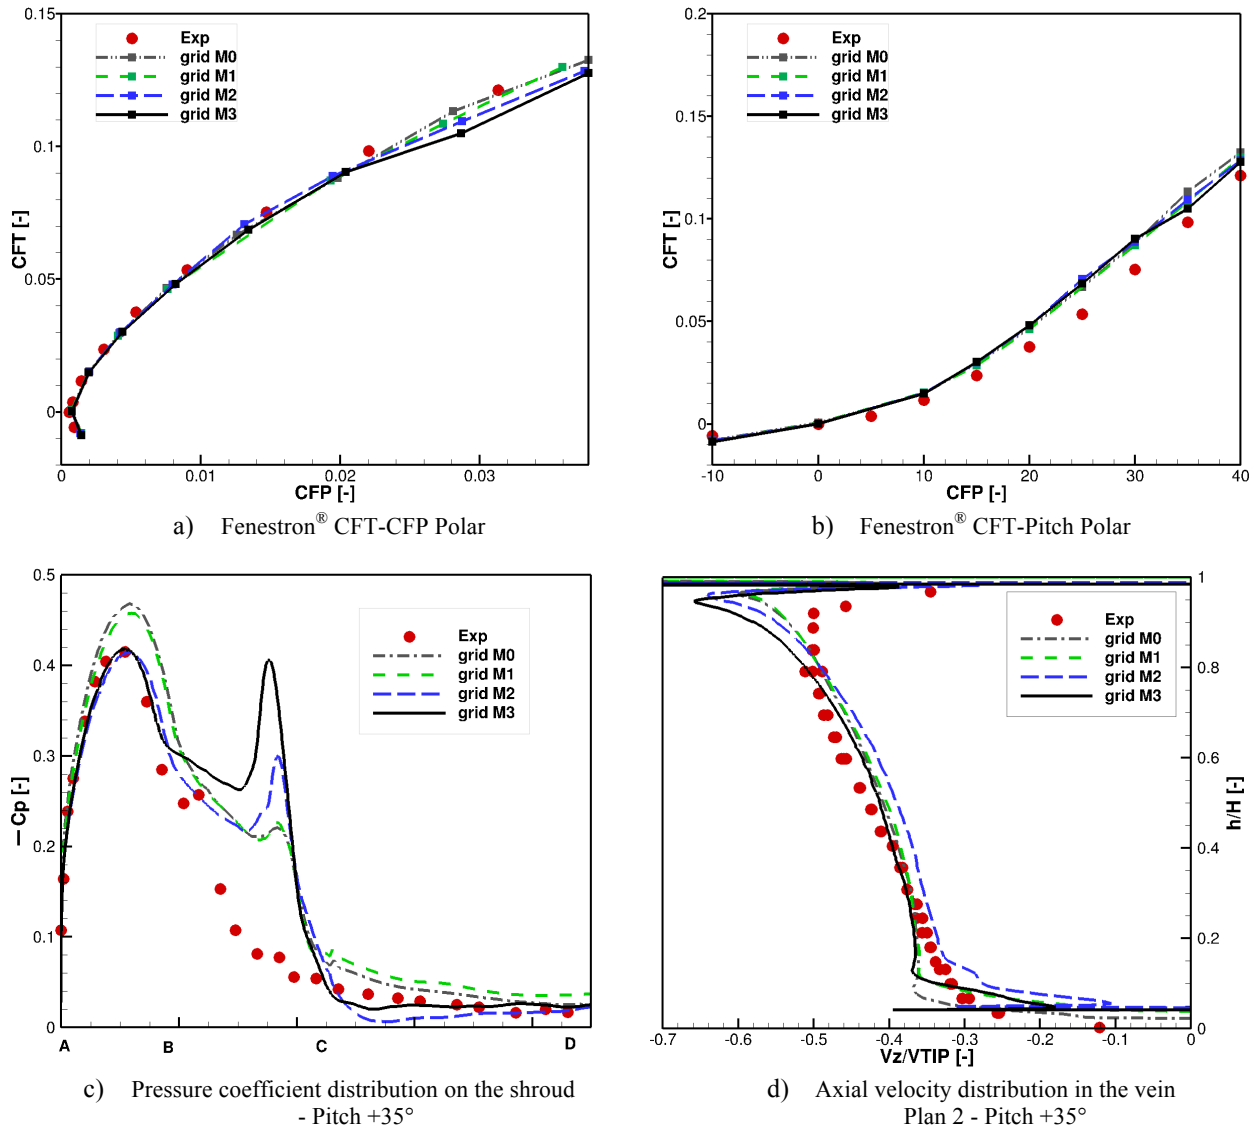 0.15
0.1
0.05
0
CFT [-]
Exp
grid M0
grid M1
grid M2
grid M3
0 0.01 0.02 0.03
CFP [-]
a) Fenestron® CFT-CFP Polar
0.2
0.15
0.1
0.05
0
CFT [-]
Exp
grid M0
grid M1
grid M2
grid M3
-10 0 10 20 30 40
CFP [-]
b) Fenestron® CFT-Pitch Polar
0.5
0.4
0.3
0.2
0.1
0
— Cp [-]
Exp
grid M0
grid M1
grid M2
grid M3
A B C D
c) Pressure coefficient distribution on the shroud
- Pitch +35°
Exp
grid M0
grid M1
grid M2
grid M3
1
0.8
0.6
0.4
0.2
0
h/H [-]
-0.7 -0.6 -0.5 -0.4 -0.3 -0.2 -0.1 0
Vz/VTIP [-]
d) Axial velocity distribution in the vein
Plan 2 - Pitch +35°